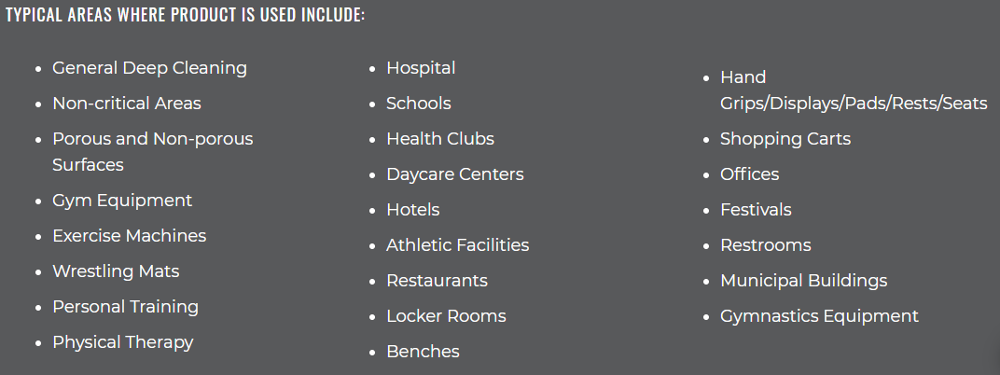 TYPICAL AREAS WHERE PRODUCT IS USED INCLUDE:
General Deep Cleaning
Non-critical Areas
Porous and Non-porous
Surfaces
Gym Equipment
Exercise Machines
Wrestling Mats
Personal Training
Physical Therapy
Hospital
Schools
Health Clubs
Daycare Centers
Hotels
Athletic Facilities
Restaurants
Locker Rooms
Benches
Hand
Grips/Displays/Pads/Rests/Seats
Shopping Carts
Offices
Festivals
Restrooms
Municipal Buildings
Gymnastics Equipment